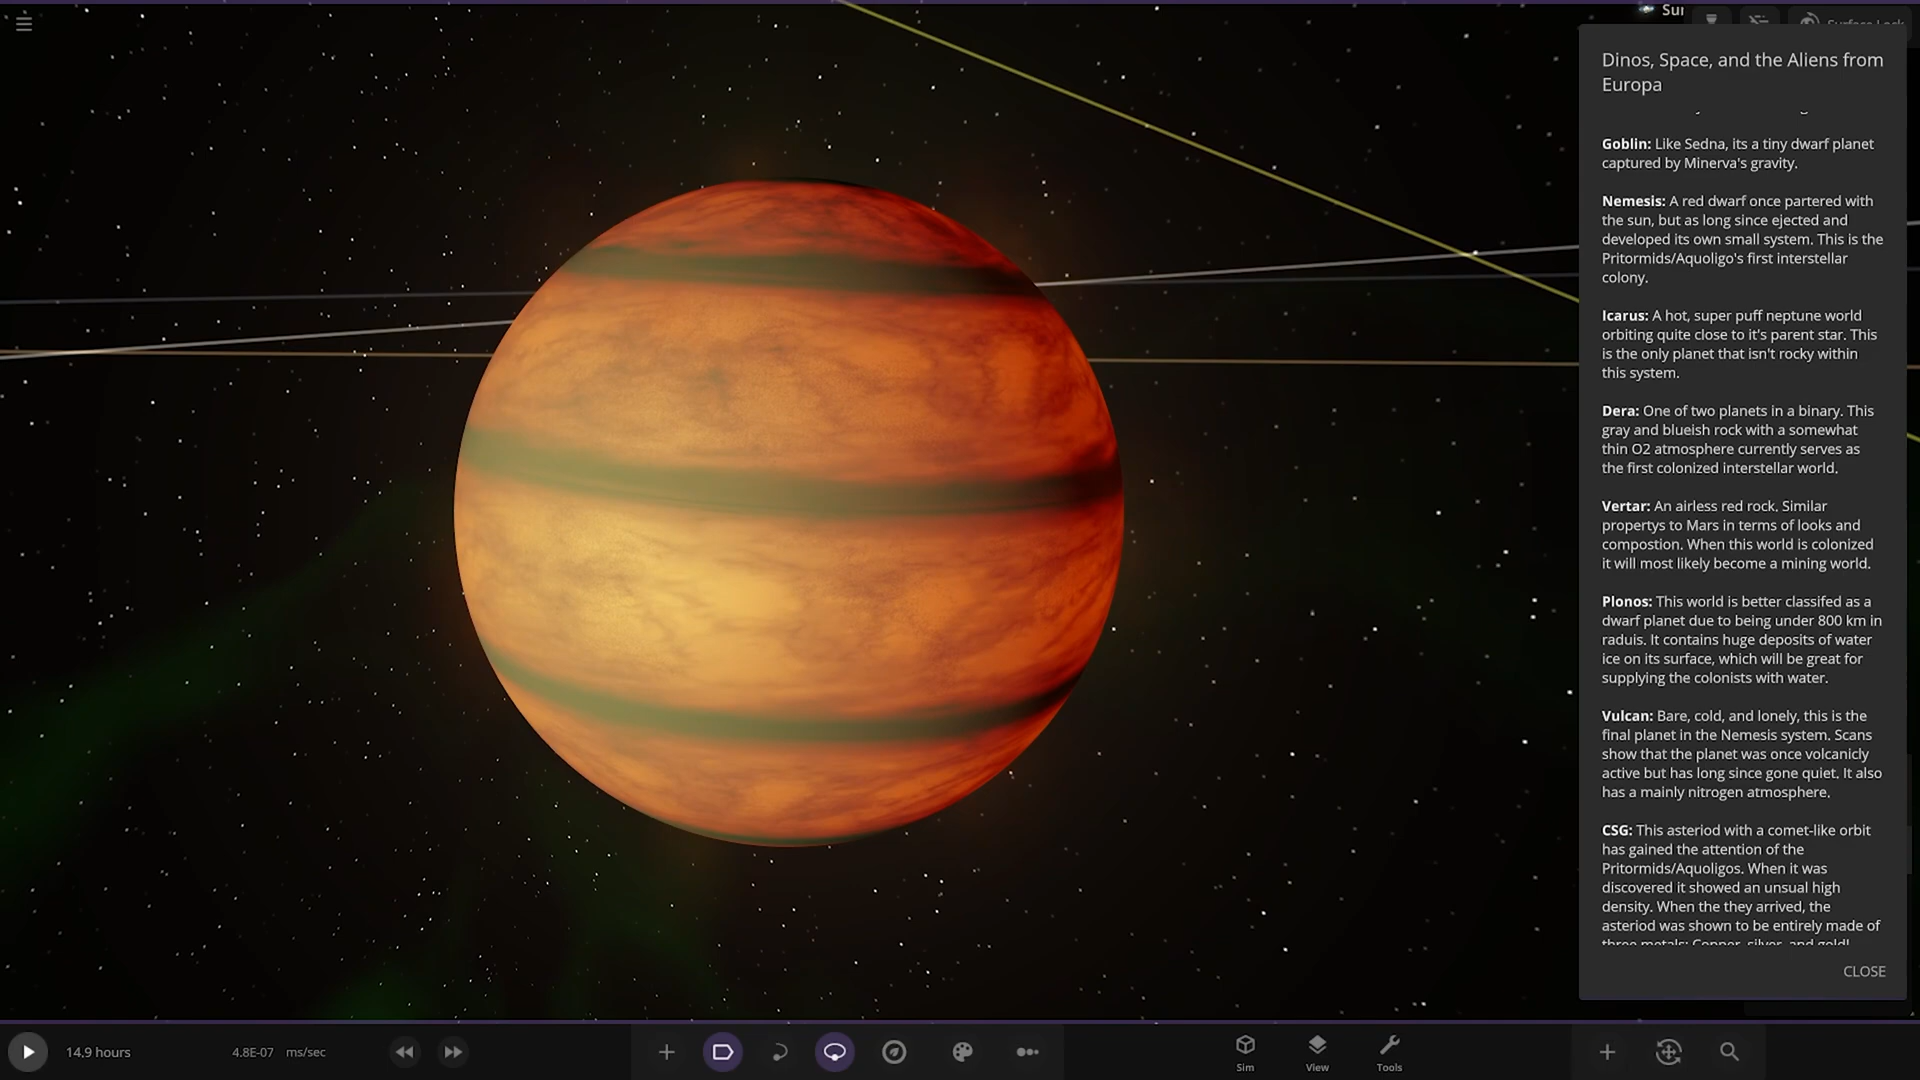 Sur
Surface Lock
Dinos, Space, and the Aliens from
Europa
Goblin: Like Sedna, its a tiny dwarf planet
captured by Minerva's gravity.
Nemesis: A red dwarf once partered with
the sun, but as long since ejected and
developed its own small system. This is the
Pritormids/Aquoligo's first interstellar
colony.
Icarus: A hot, super puff neptune world
orbiting quite close to it's parent star. This
is the only planet that isn't rocky within
this system.
Dera: One of two planets in a binary. This
gray and blueish rock with a somewhat
thin O2 atmosphere currently serves as
the first colonized interstellar world.
Vertar: An airless red rock. Similar
propertys to Mars in terms of looks and
compostion. When this world is colonized
it will most likely become a mining world.
Plonos: This world is better classifed as a
dwarf planet due to being under 800 km in
raduis. It contains huge deposits of water
ice on its surface, which will be great for
supplying the colonists with water.
Vulcan: Bare, cold, and lonely, this is the
final planet in the Nemesis system. Scans
show that the planet was once volcanicly
active but has long since gone quiet. It also
has a mainly nitrogen atmosphere.
CSG: This asteriod with a comet-like orbit
has gained the attention of the
Pritormids/Aquoligos. When it was
discovered it showed an unsual high
density. When the they arrived, the
asteriod was shown to be entirely made of
three metals: Copper, silver, and gold!
CLOSE
14.9 hours 4.8E-07 ms/sec
Sim View Tools